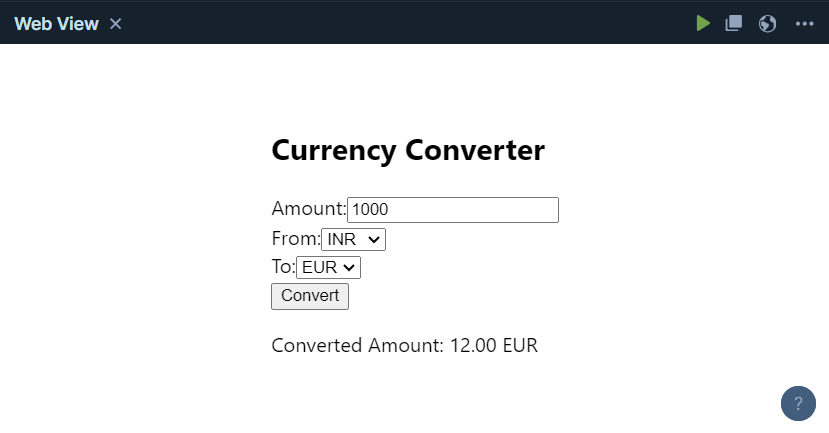 Web View
Currency Converter
Amount: 1000
From: INR
To: EUR
Convert
Converted Amount: 12.00 EUR
?